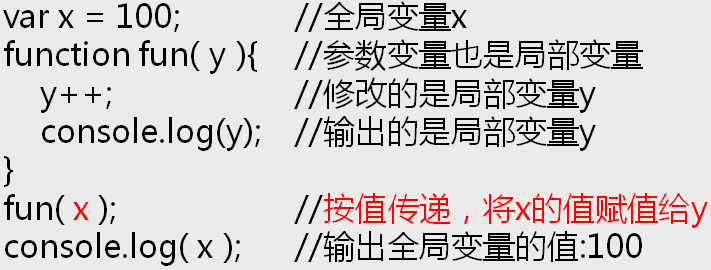 var x = 100; //全局变量x
function fun( y ){ //参数变量也是局部变量
y++; //修改的是局部变量y
console.log(y); //输出的是局部变量y
}
fun( x ); //按值传递，将x的值赋值给y
console.log( x ); //输出全局变量的值:100